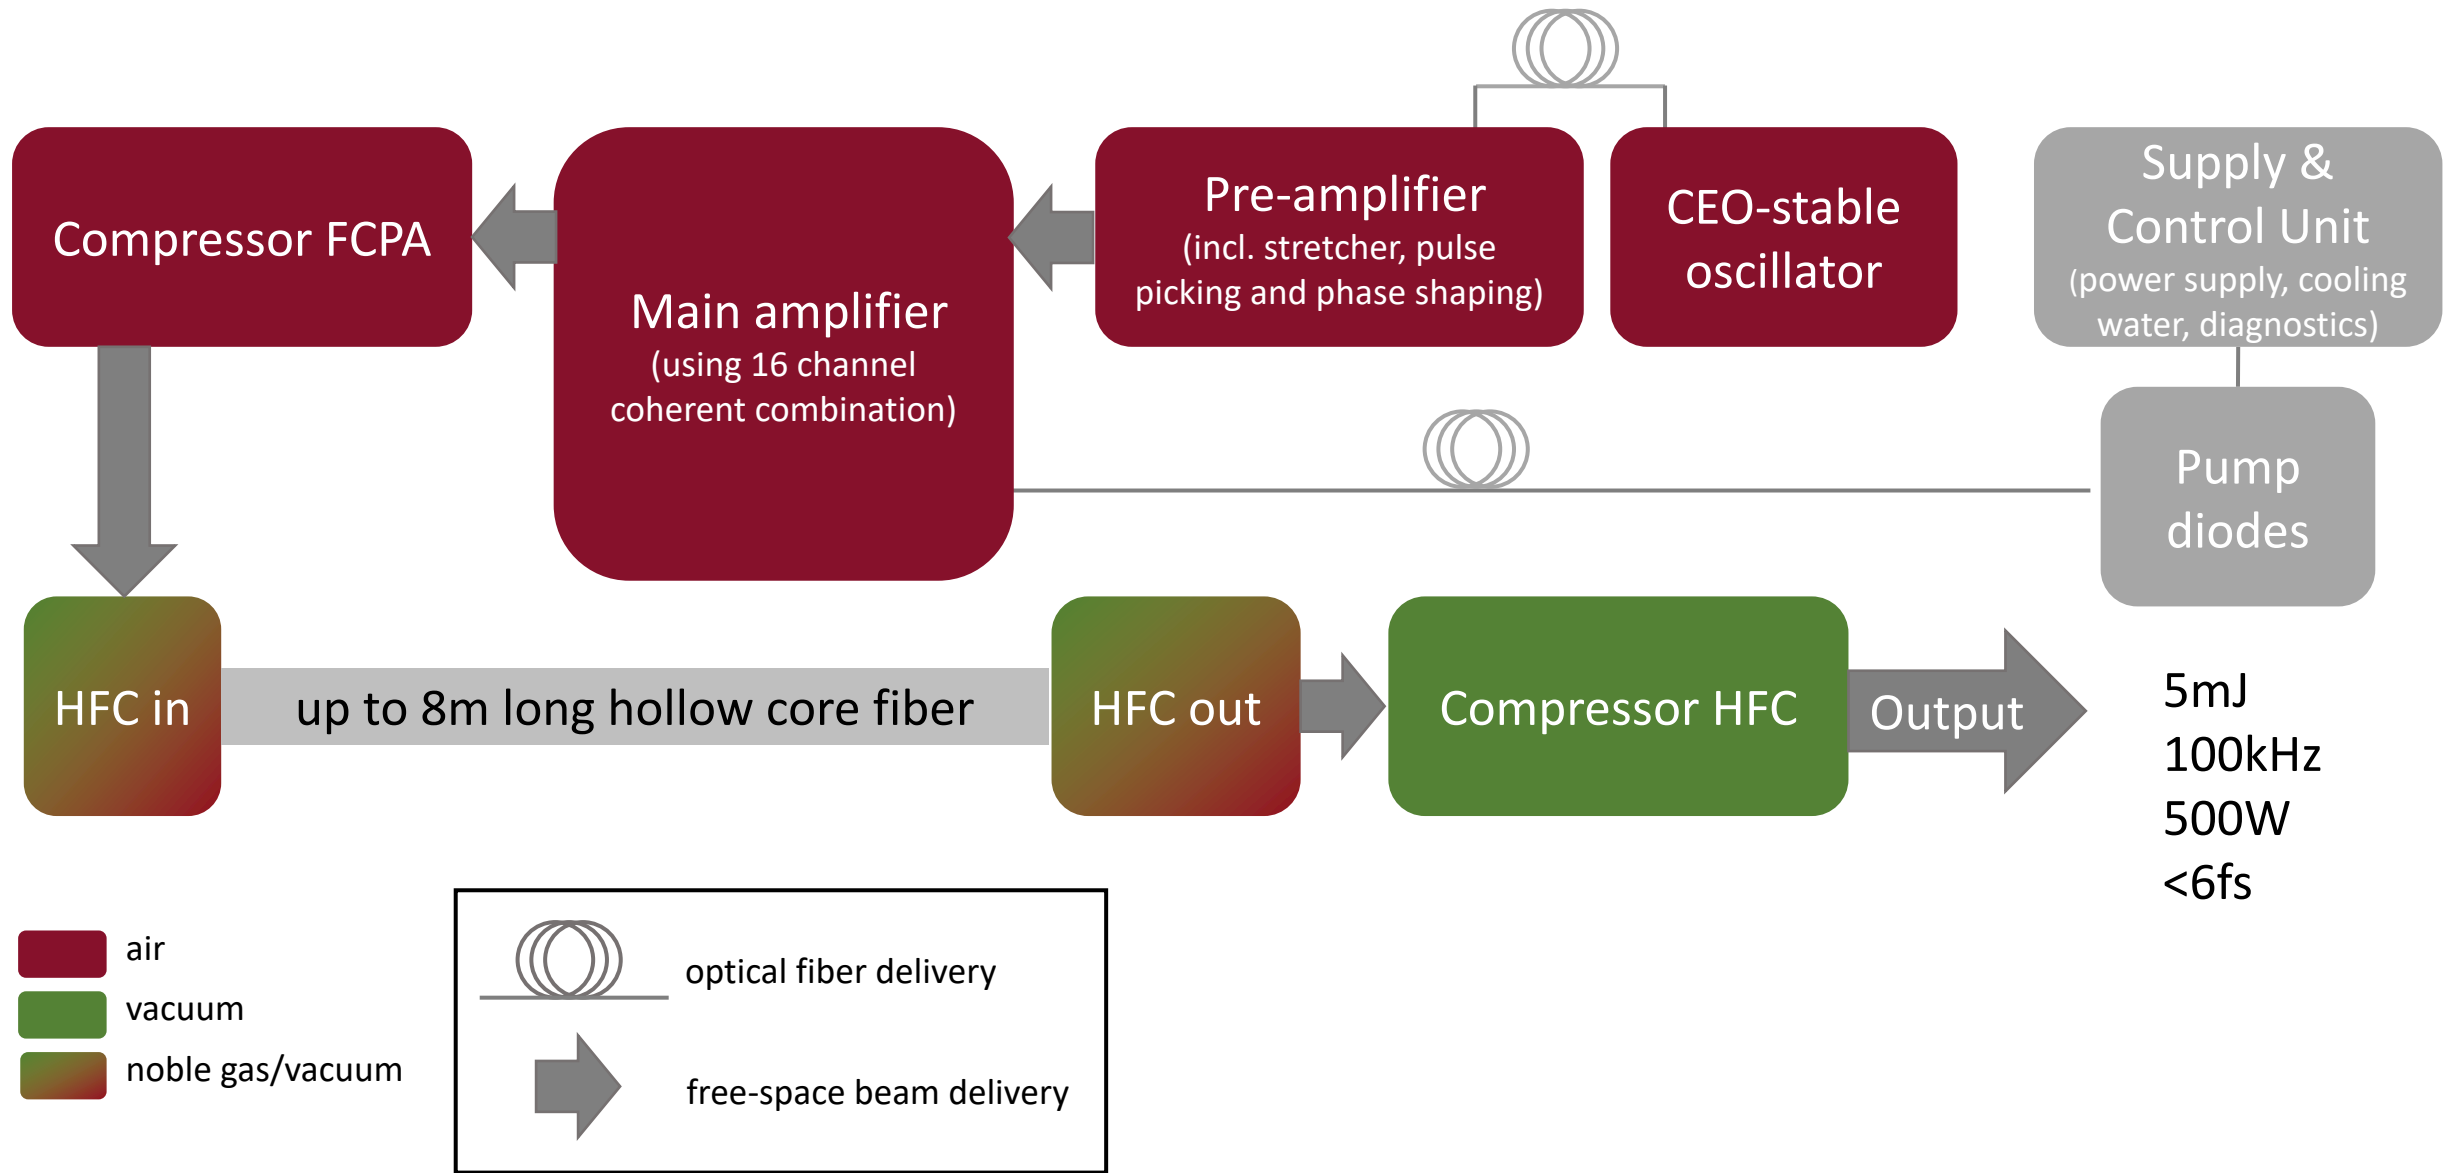 Compressor FCPA
Main amplifier
(using 16 channel
coherent combination)
Pre-amplifier
(incl. stretcher, pulse
picking and phase shaping)
CEO-stable
oscillator
Supply &
Control Unit
(power supply, cooling
water, diagnostics)
Pump
diodes
HFC in
up to 8m long hollow core fiber
HFC out
Compressor HFC
Output
5mJ
100kHz
500W
<6fs
air
vacuum
noble gas/vacuum
optical fiber delivery
free-space beam delivery